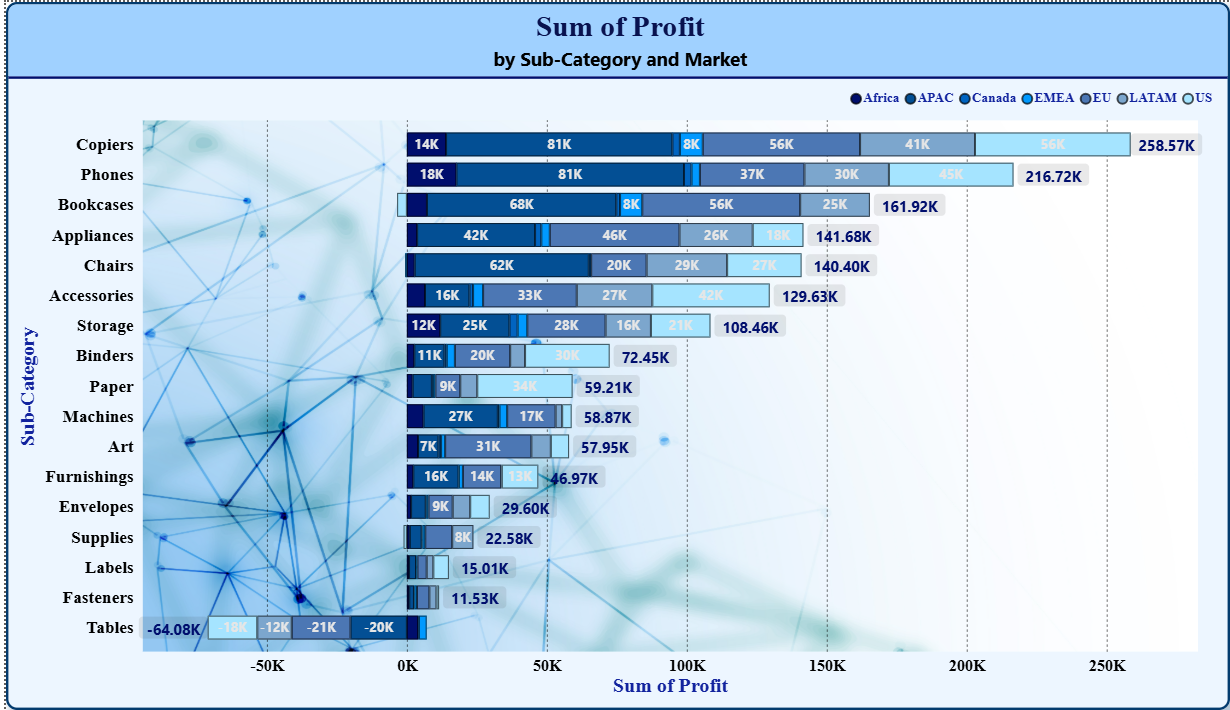 Sum of Profit
by Sub-Category and Market
Africa APAC Canada EMEA EU LATAM US
Sub-Category
Copiers 14K 81K 8K 56K 41K 56K 258.57K
Phones 18K 81K 37K 30K 45K 216.72K
Bookcases 68K 8K 56K 25K 161.92K
Appliances 42K 46K 26K 18K 141.68K
Chairs 62K 20K 29K 27K 140.40K
Accessories 16K 33K 27K 42K 129.63K
Storage 12K 25K 28K 16K 21K 108.46K
Binders 11K 20K 30K 72.45K
Paper 9K 34K 59.21K
Machines 27K 17K 58.87K
Art 7K 31K 57.95K
Furnishings 16K 14K 13K 46.97K
Envelopes 9K 29.60K
Supplies 8K 22.58K
Labels 15.01K
Fasteners 11.53K
Tables -64.08K -18K -12K -21K -20K
-50K 0K 50K 100K 150K 200K 250K
Sum of Profit